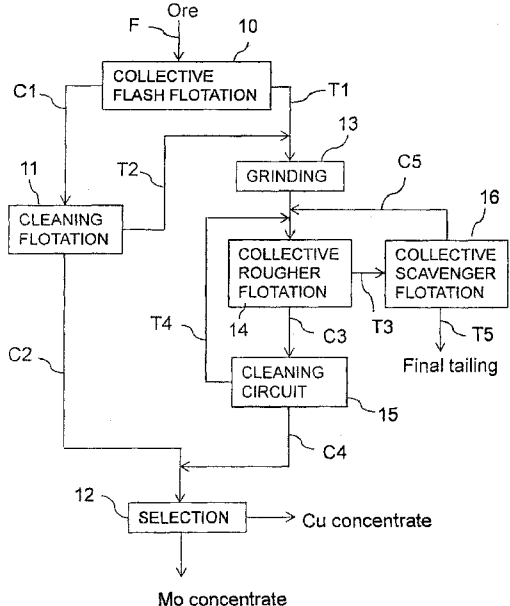 Ore
F
10
COLLECTIVE
FLASH FLOTATION
C1
T1
13
11
T2
GRINDING
C5
16
CLEANING
FLOTATION
COLLECTIVE
ROUGHER
FLOTATION
14
COLLECTIVE
SCAVENGER
FLOTATION
T3
T4
C3
T5
Final tailing
C2
CLEANING
CIRCUIT
15
C4
12
SELECTION
Cu concentrate
Mo concentrate